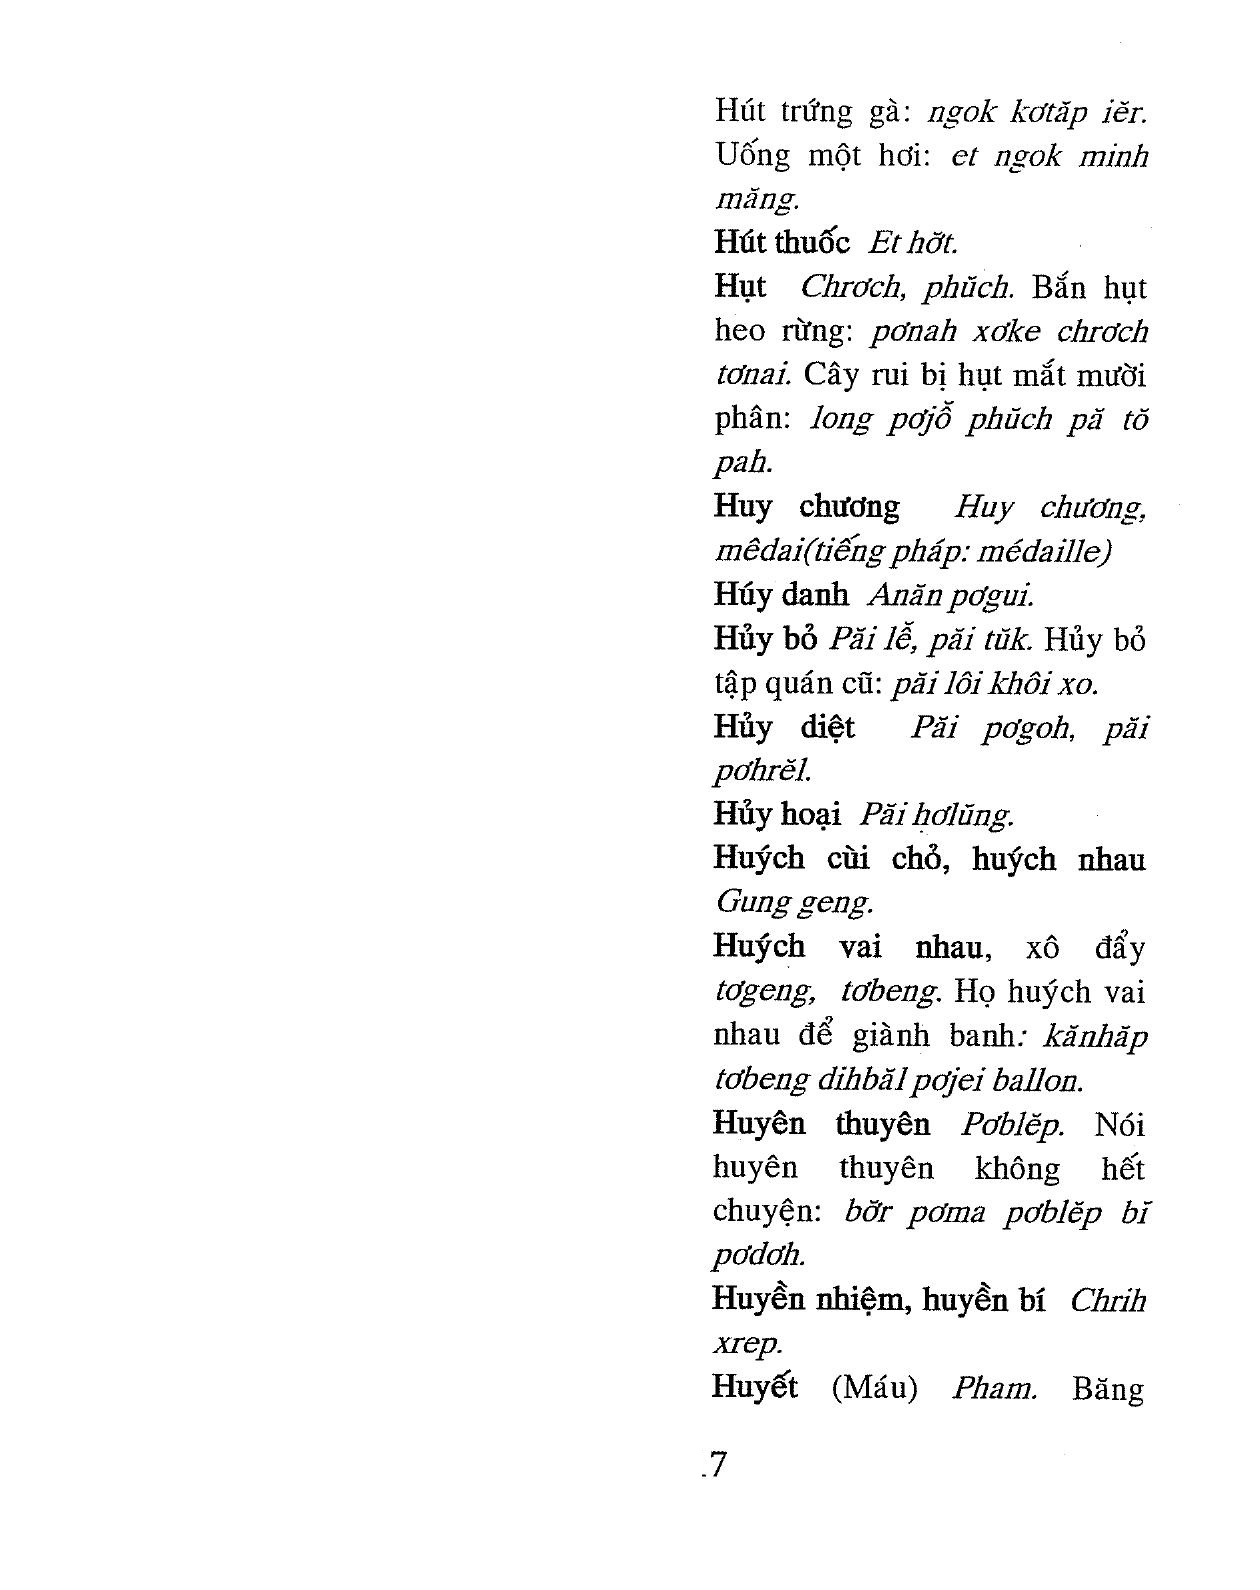 Hút trứng gà: ngok kơtăp iĕr.
Uống một hơi: et ngok minh
măng.
Hút thuốc Et hơ̆t.
Hụt Chrơch, phŭch. Bắn hụt
heo rừng: pơnah xơke chrơch
tơnai. Cây rui bị hụt mắt mười
phân: long pơjô̆ phŭch pă tŏ
pah.
Huy chương Huy chương,
mêdai(tiếng pháp: médaille)
Húy danh Anăn pơgui.
Hủy bỏ Păi lê̆, păi tŭk. Hủy bỏ
tập quán cũ: păi lôi khôi xo.
Hủy diệt Păi pơgoh, păi
pơhrĕl.
Hủy hoại Păi hơlŭng.
Huých cùi chỏ, huých nhau
Gung geng.
Huých vai nhau, xô đẩy
tơgeng, tơbeng. Họ huých vai
nhau để giành banh: kănhăp
tơbeng dihbăl pơjei ballon.
Huyên thuyên Pơblĕp. Nói
huyên thuyên không hết
chuyện: bơ̆r pơma pơblĕp bĭ
pơdơh.
Huyền nhiệm, huyền bí Chrih
xrep.
Huyết (Máu) Pham. Băng
.7